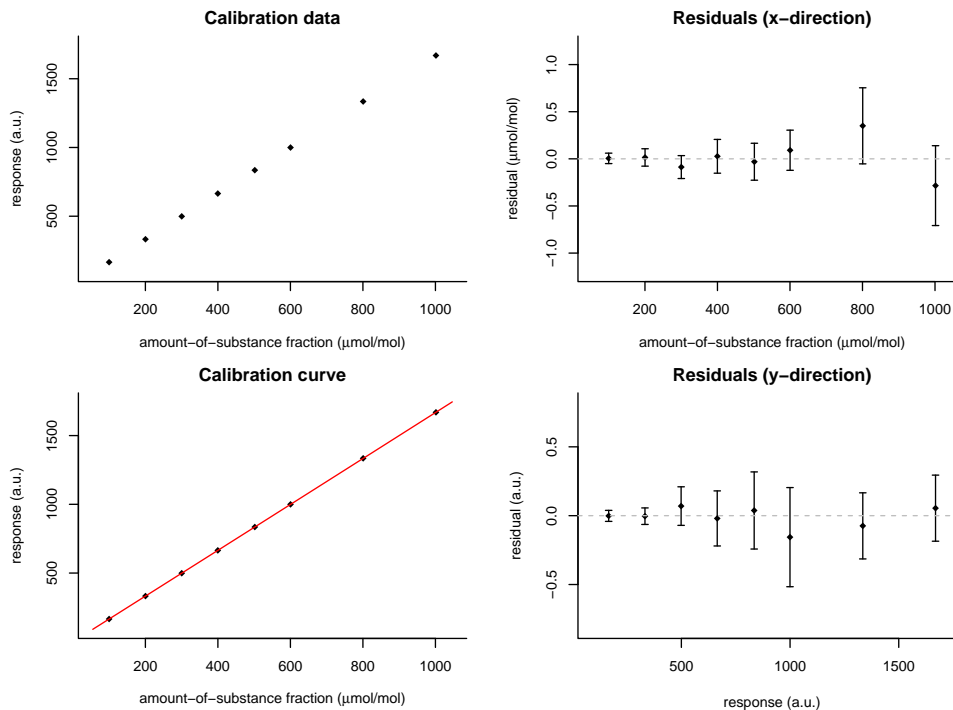 Calibration data
response (a.u.)
500
1000
1500
200
400
600
800
1000
amount−of−substance fraction (μmol/mol)
Residuals (x−direction)
residual (μmol/mol)
−1.0
−0.5
0.0
0.5
1.0
200
400
600
800
1000
amount−of−substance fraction (μmol/mol)
Calibration curve
response (a.u.)
500
1000
1500
200
400
600
800
1000
amount−of−substance fraction (μmol/mol)
Residuals (y−direction)
residual (a.u.)
−0.5
0.0
0.5
500
1000
1500
response (a.u.)